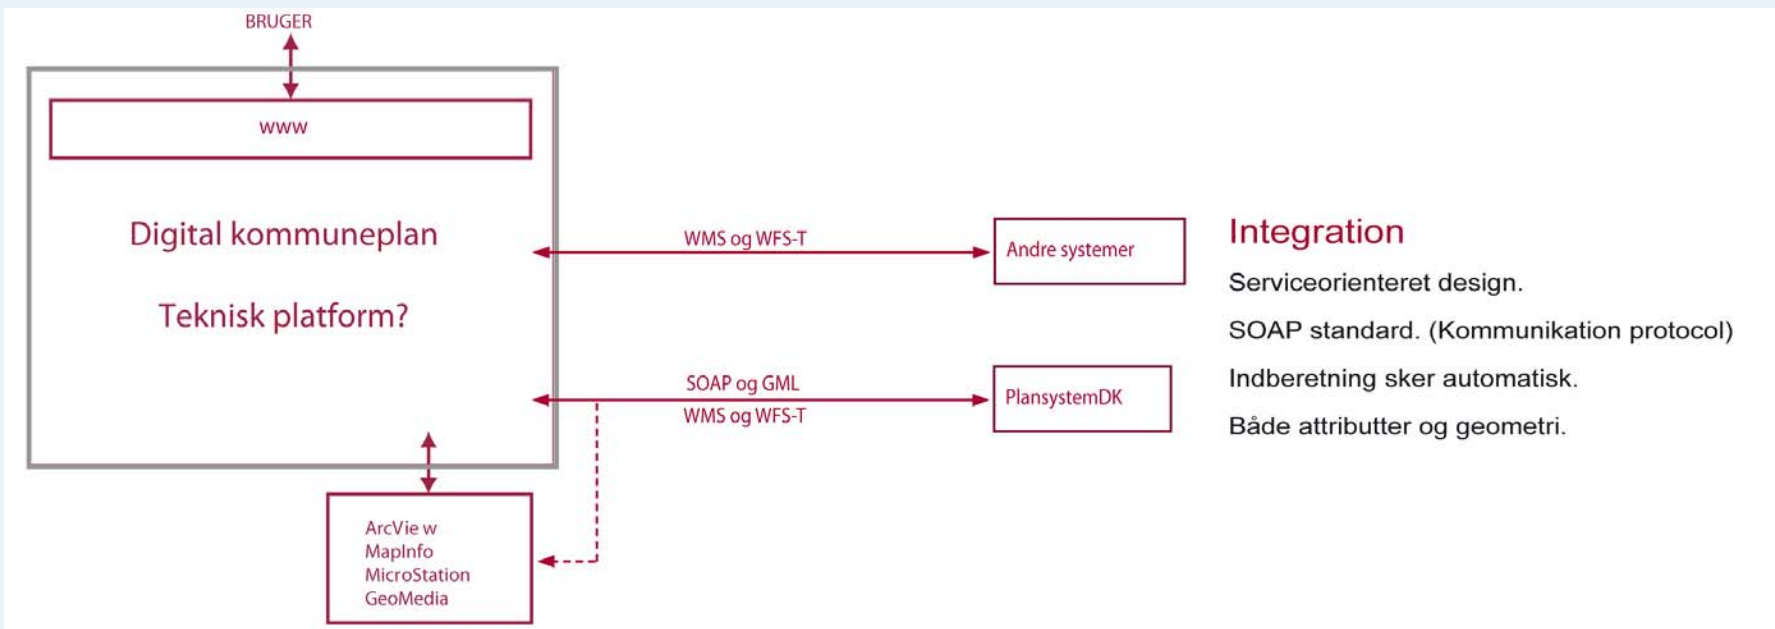 BRUGER
www
Digital kommuneplan
Teknisk platform?
WMS og WFS-T
Andre systemer
SOAP og GML
WMS og WFS-T
PlansystemDK
ArcVie w
MapInfo
MicroStation
GeoMedia
Integration
Serviceorienteret design.
SOAP standard. (Kommunikation protocol)
Indberetning sker automatisk.
Både attributter og geometri.